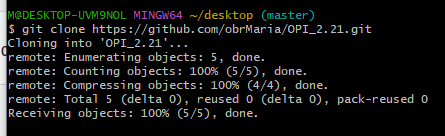 M@DESKTOP-UVM9NOL MINGW64 ~/desktop (master)
$ git clone https://github.com/obrMaria/OPI_2.21.git
Cloning into 'OPI_2.21'...
remote: Enumerating objects: 5, done.
remote: Counting objects: 100% (5/5), done.
remote: Compressing objects: 100% (4/4), done.
remote: Total 5 (delta 0), reused 0 (delta 0), pack-reused 0
Receiving objects: 100% (5/5), done.